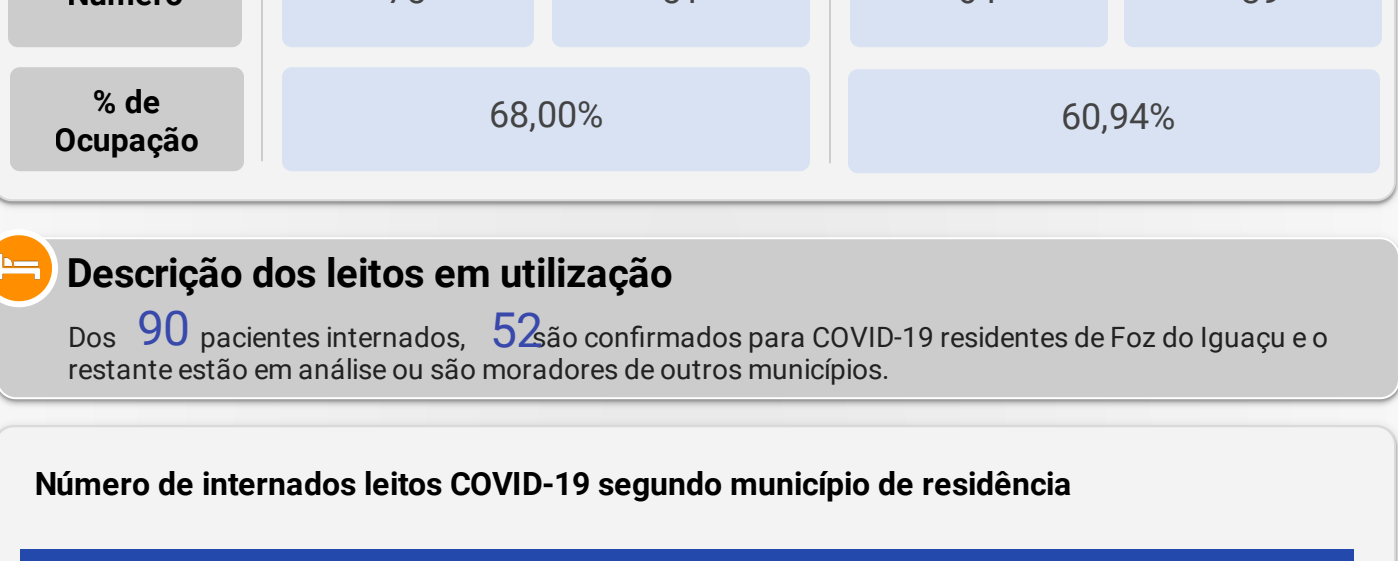 Número
% de
Ocupação
68,00%
60,94%
Descrição dos leitos em utilização
Dos 90 pacientes internados, 52são confirmados para COVID-19 residentes de Foz do Iguaçu e o
restante estão em análise ou são moradores de outros municípios.
Número de internados leitos COVID-19 segundo município de residência